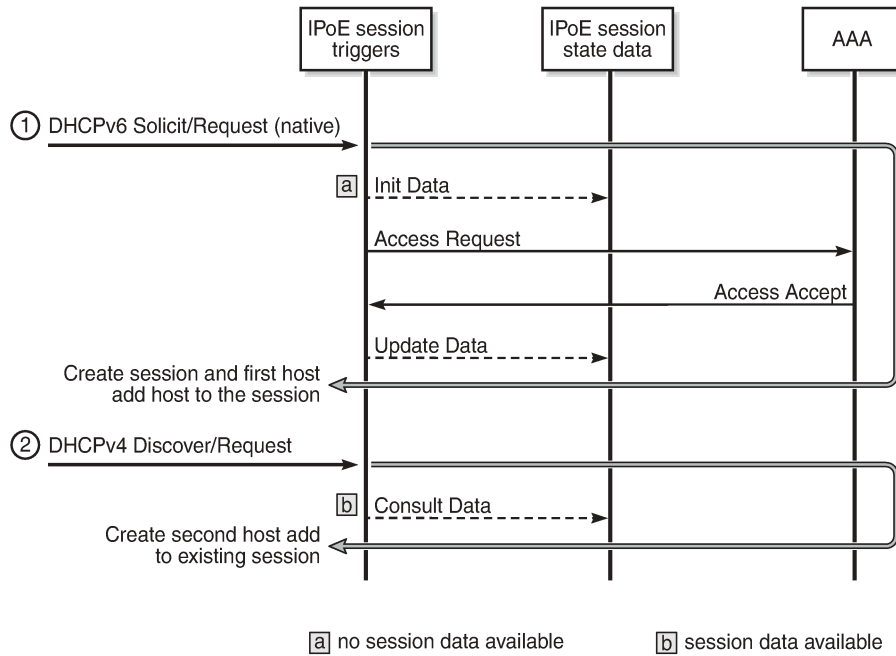 IPoE session
triggers
IPoE session
state data
AAA
1 DHCPv6 Solicit/Request (native)
a Init Data
Access Request
Access Accept
Update Data
Create session and first host
add host to the session
2 DHCPv4 Discover/Request
b Consult Data
Create second host add
to existing session
a no session data available
b session data available